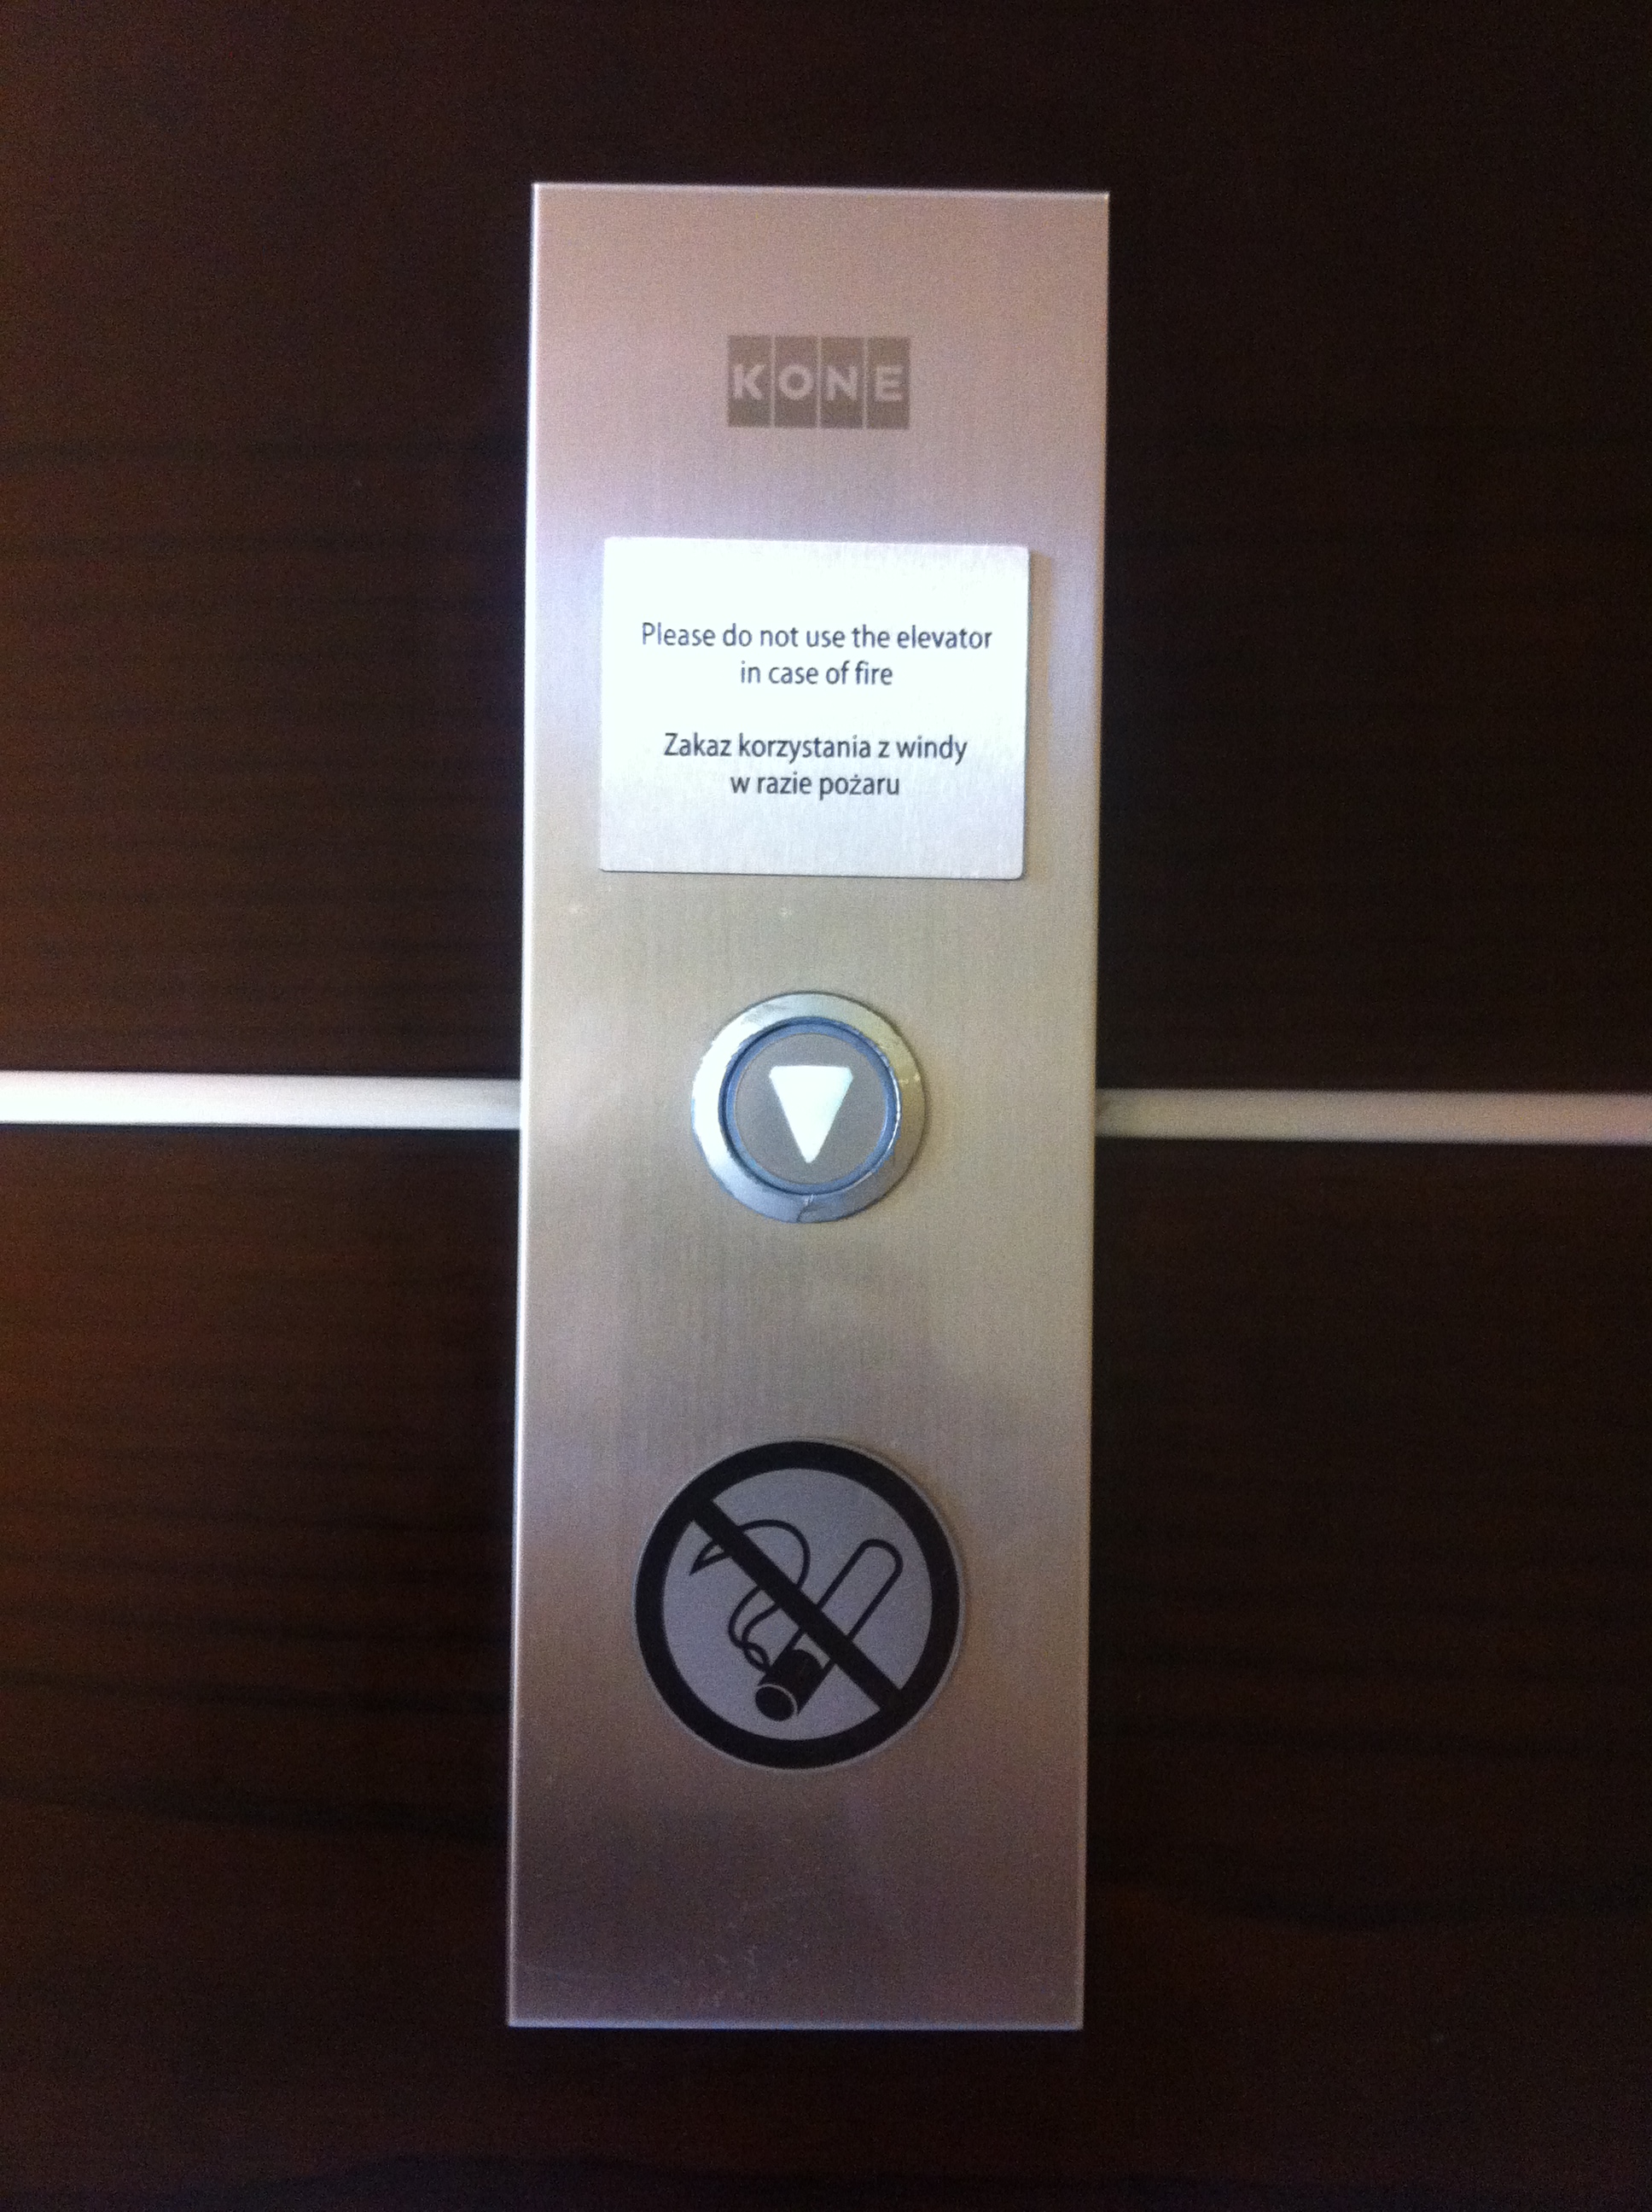 KONE
Please do not use the elevator
in case of fire
Zakaz korzystania z windy
w razie pożaru